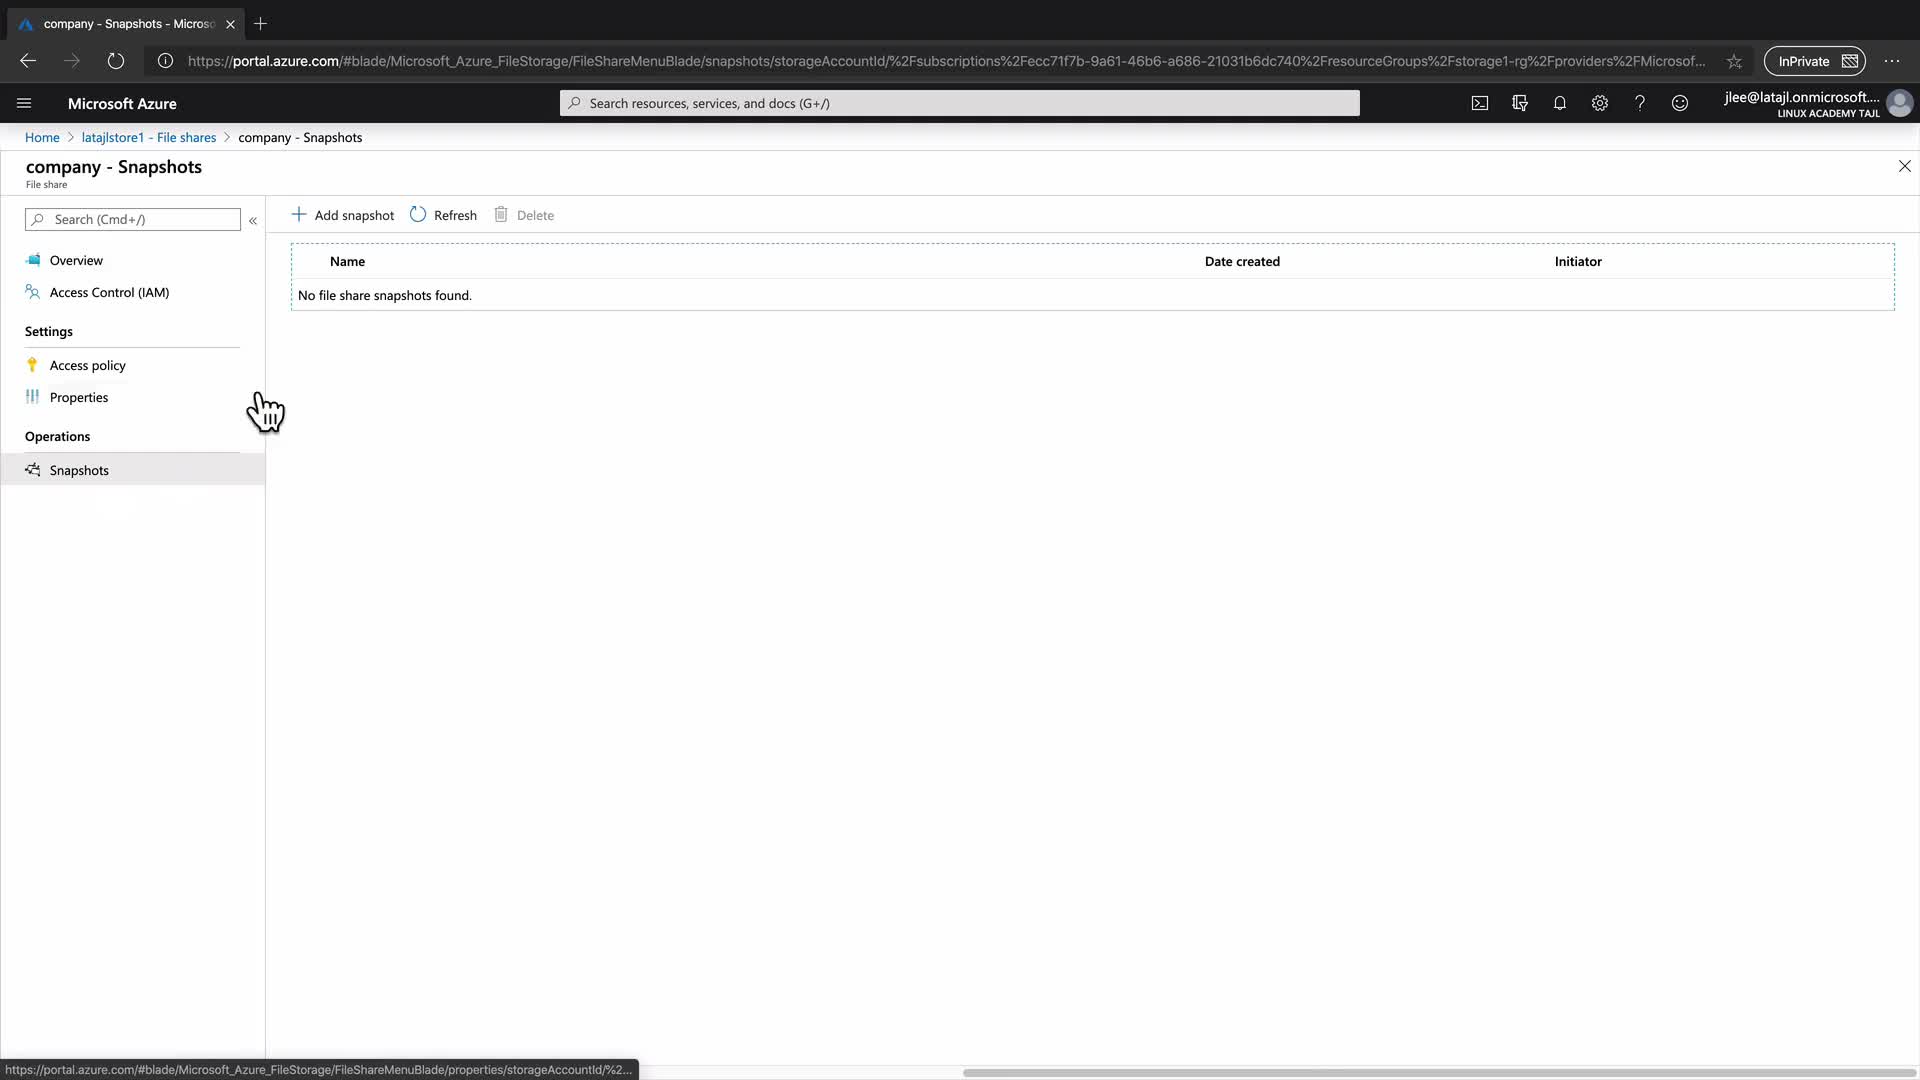 company - Snapshots - Micros
https://portal.azure.com/#blade/Microsoft_Azure_FileStorage/FileShareMenuBlade/snapshots/storageAccountId/%2Fsubscriptions%2Fecc71f7b-9a61-46b6-a686-21031b6dc740%2FresourceGroups%2Fstorage1-rg%2Fproviders%2FMicrosof...
InPrivate
Microsoft Azure
Search resources, services, and docs (G+/)
jlee@latajl.onmicrosoft....
LINUX ACADEMY TAJL
Home > latajlstore1 - File shares > company - Snapshots
company - Snapshots
File share
Search (Cmd+/)
«
Add snapshot
Refresh
Delete
Overview
Access Control (IAM)
Settings
Access policy
Properties
Operations
Snapshots
Name
Date created
Initiator
No file share snapshots found.
https://portal.azure.com/#blade/Microsoft_Azure_FileStorage/FileShareMenuBlade/properties/storageAccountId/%2...